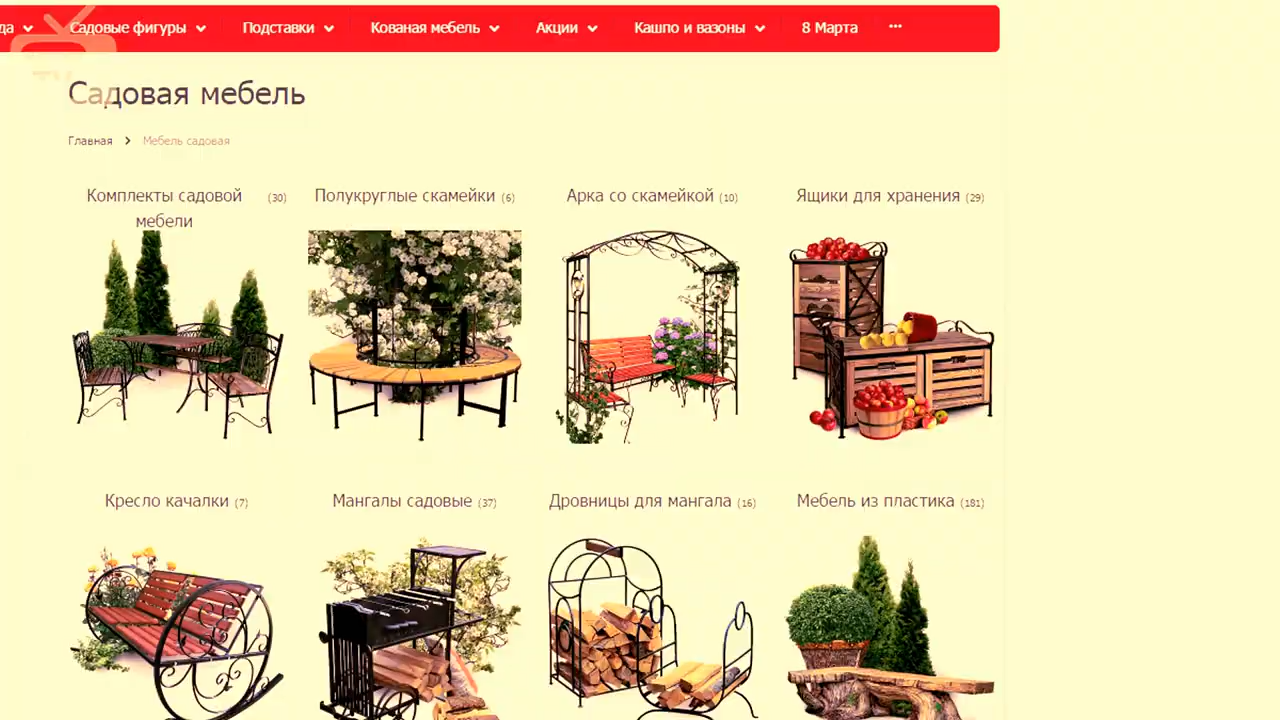 да Садовые фигуры Подставки Кованая мебель Акции Кашпо и вазоны 8 Марта ...
Садовая мебель
Главная > Мебель садовая
Комплекты садовой мебели (30)
Полукруглые скамейки (6)
Арка со скамейкой (10)
Ящики для хранения (29)
Кресло качалки (7)
Мангалы садовые (37)
Дровницы для мангала (16)
Мебель из пластика (181)